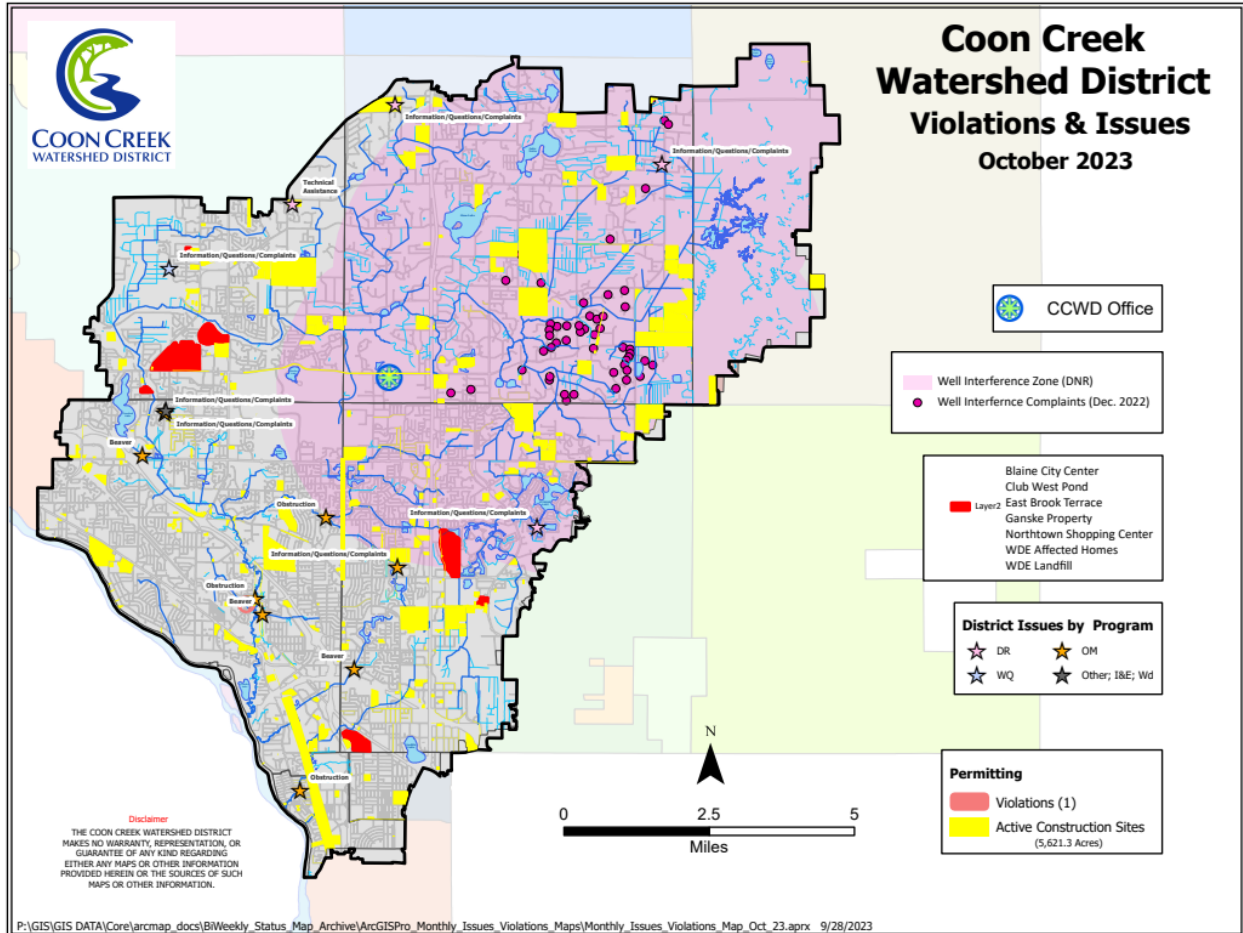 Coon Creek
Watershed District
Violations & Issues
October 2023
COON CREEK
WATERSHED DISTRICT
Information/Questions/Complaints
Information/Questions/Complaints
Technical
Assistance
Information/Questions/Complaints
Information/Questions/Complaints
Information/Questions/Complaints
Beaver
Obstruction
Information/Questions/Complaints
Information/Questions/Complaints
Obstruction
Beaver
Beaver
Obstruction
CCWD Office
Well Interference Zone (DNR)
Well Interfernce Complaints (Dec. 2022)
Layer2
Blaine City Center
Club West Pond
East Brook Terrace
Ganske Property
Northtown Shopping Center
WDE Affected Homes
WDE Landfill
District Issues by Program
DR
OM
WQ
Other; I&E; Wd
Permitting
Violations (1)
Active Construction Sites
(5,621.3 Acres)
N
0 2.5 5
Miles
Disclaimer
THE COON CREEK WATERSHED DISTRICT
MAKES NO WARRANTY, REPRESENTATION, OR
GUARANTEE OF ANY KIND REGARDING
EITHER ANY MAPS OR OTHER INFORMATION
PROVIDED HEREIN OR THE SOURCES OF SUCH
MAPS OR OTHER INFORMATION.
P:\GIS\GIS DATA\Core\arcmap_docs\BiWeekly_Status_Map_Archive\ArcGISPro_Monthly_Issues_Violations_Maps\Monthly_Issues_Violations_Map_Oct_23.aprx 9/28/2023